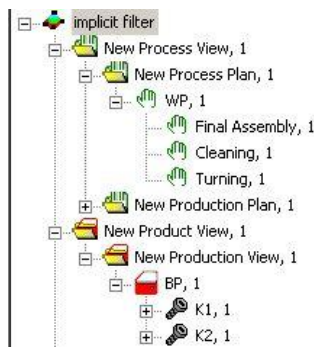 implicit filter
New Process View, 1
New Process Plan, 1
WP, 1
Final Assembly, 1
Cleaning, 1
Turning, 1
New Production Plan, 1
New Product View, 1
New Production View, 1
BP, 1
K1, 1
K2, 1